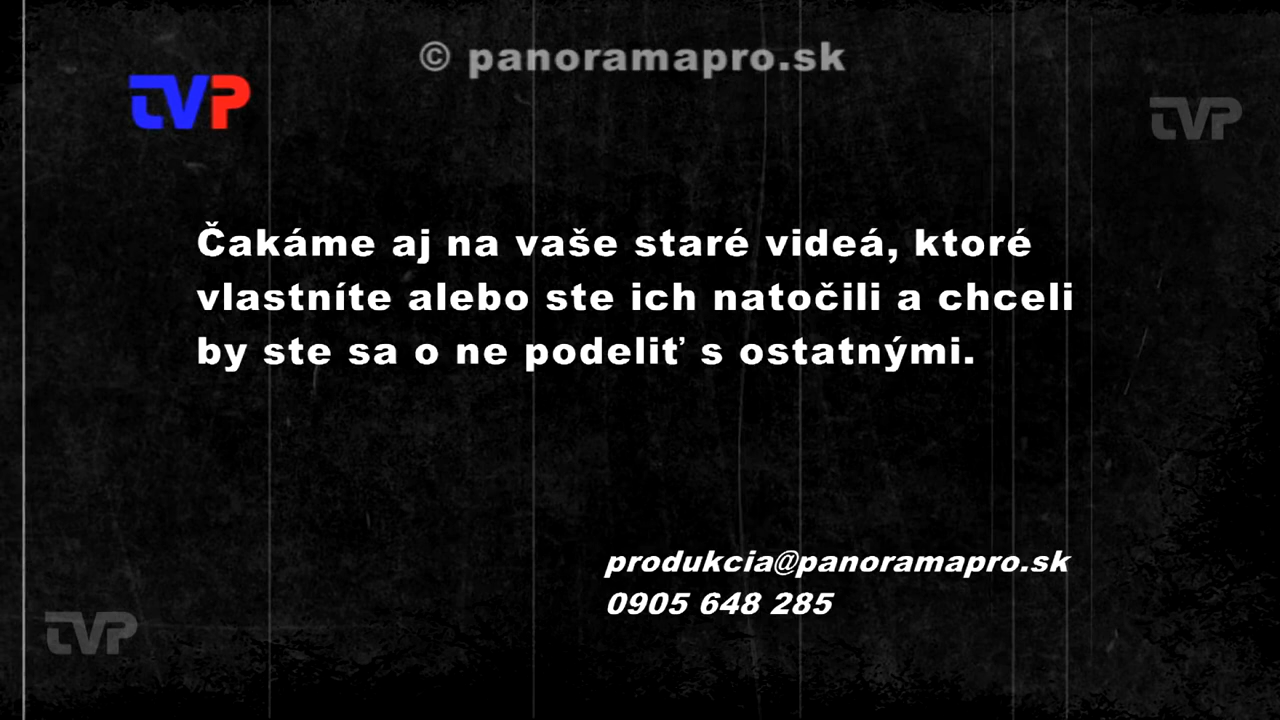 © panoramapro.sk
TVP
TVP
Čakáme aj na vaše staré videá, ktoré
vlastníte alebo ste ich natočili a chceli
by ste sa o ne podeliť s ostatnými.
produkcia@panoramapro.sk
0905 648 285
TVP